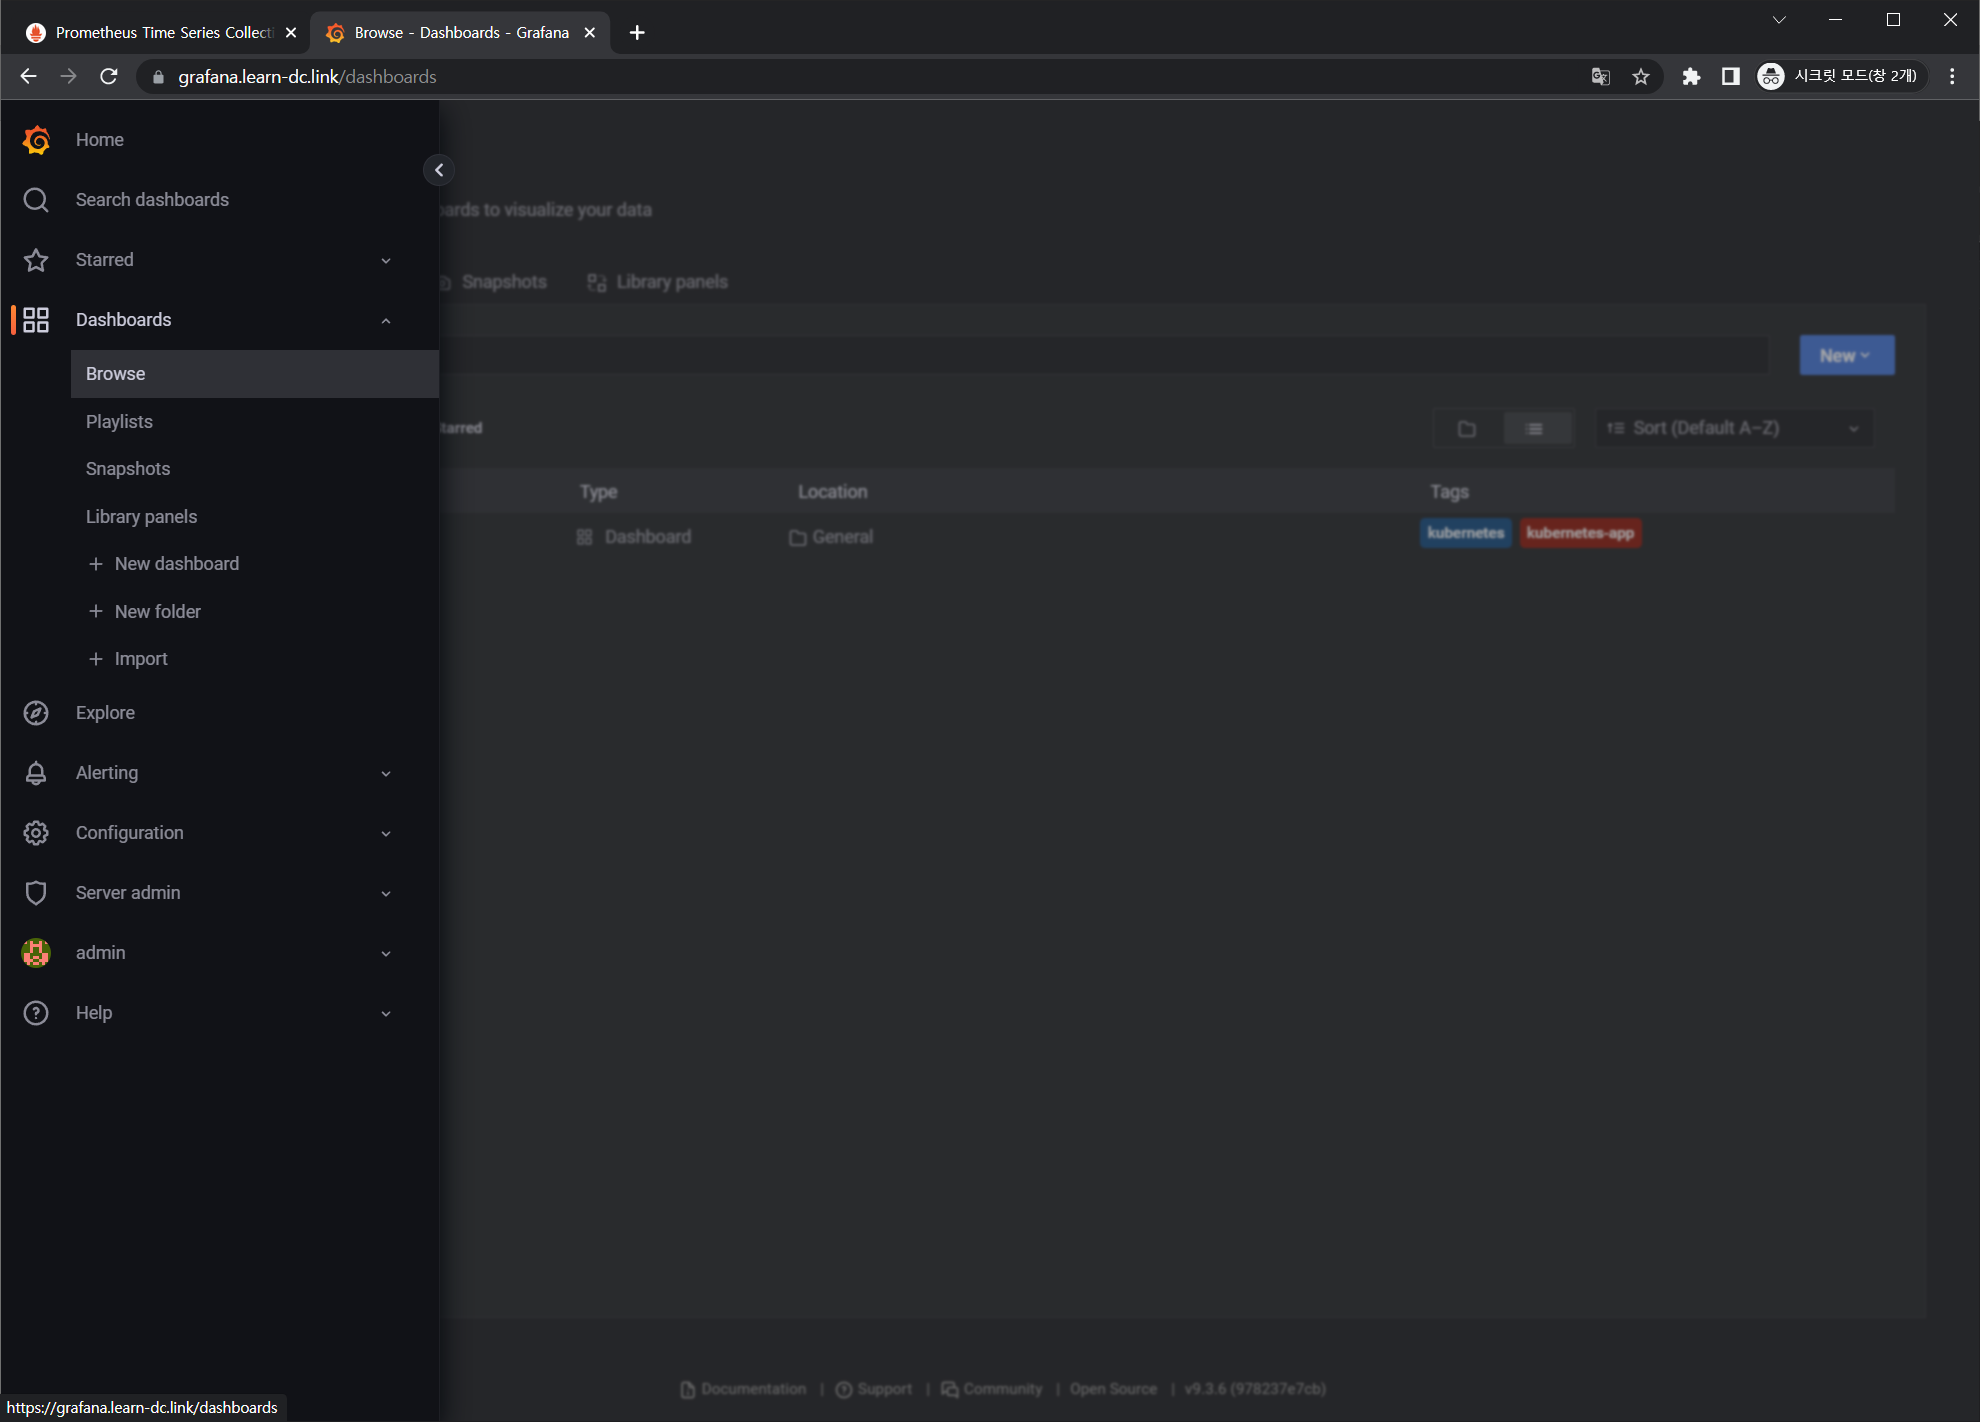 Prometheus Time Series Collect
Browse - Dashboards - Grafana
grafana.learn-dc.link/dashboards
시크릿 모드(창 2개)
Home
Search dashboards
Starred
Dashboards
Browse
Playlists
Snapshots
Library panels
New dashboard
New folder
Import
Explore
Alerting
Configuration
Server admin
admin
Help
to visualize your data
Snapshots
Library panels
New
Sort (Default A–Z)
Type Location Tags
Dashboard General kubernetes kubernetes-app
Documentation | Support | Community | Open Source | v9.3.6 (978237e7cb)
https://grafana.learn-dc.link/dashboards